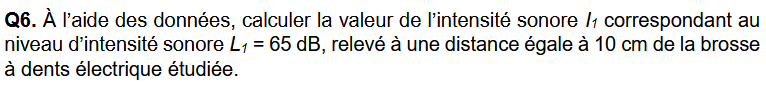 Q6. À l’aide des données, calculer la valeur de l’intensité sonore I₁ correspondant au
niveau d’intensité sonore L₁ = 65 dB, relevé à une distance égale à 10 cm de la brosse
à dents électrique étudiée.